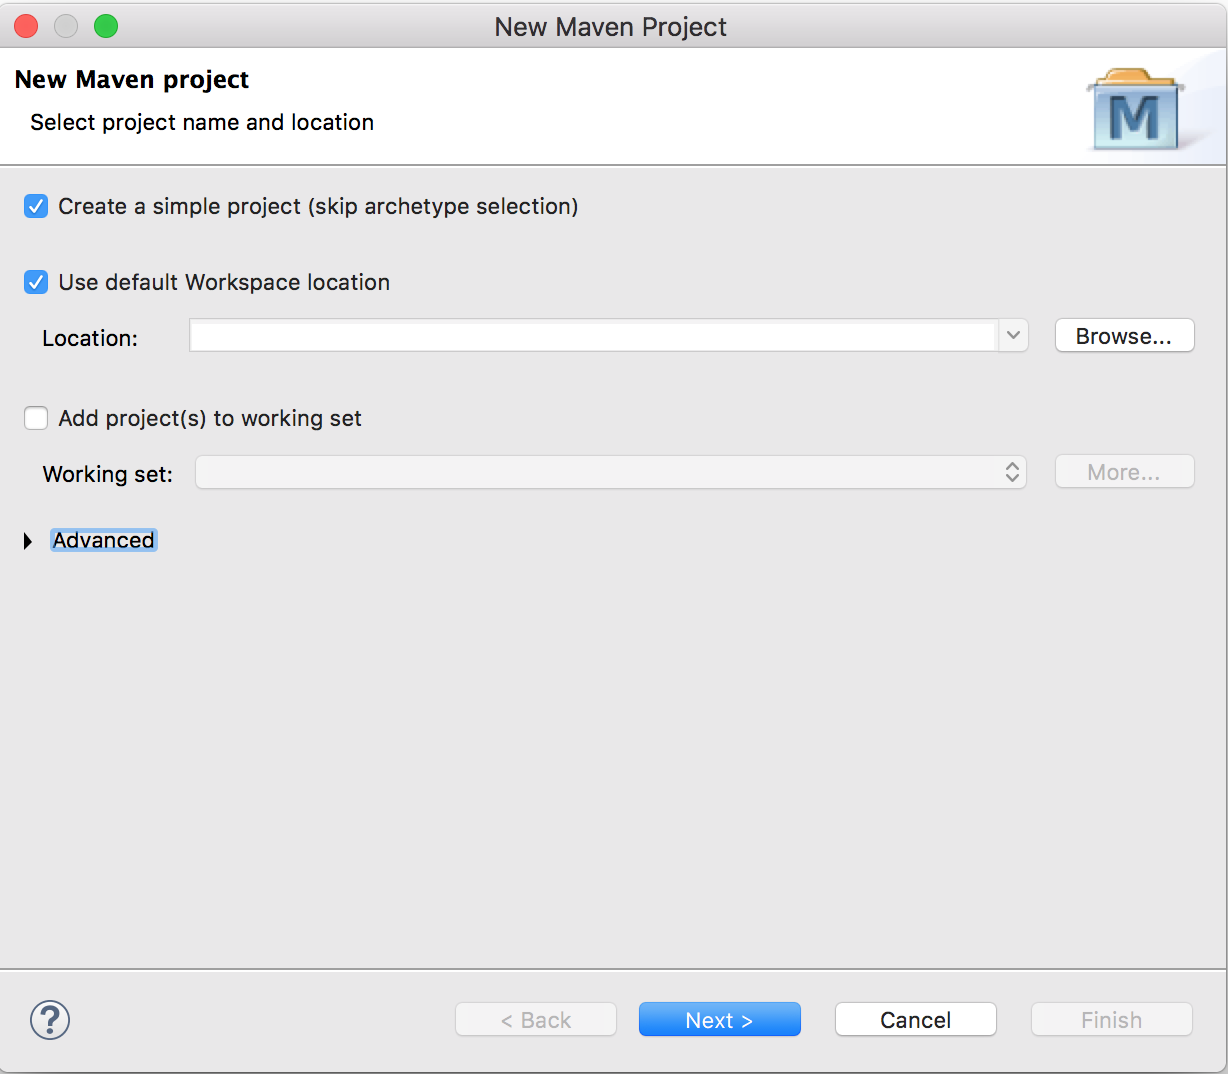 New Maven Project
New Maven project
Select project name and location
M
Create a simple project (skip archetype selection)
Use default Workspace location
Location:
Browse...
Add project(s) to working set
Working set:
More...
Advanced
?
< Back
Next >
Cancel
Finish